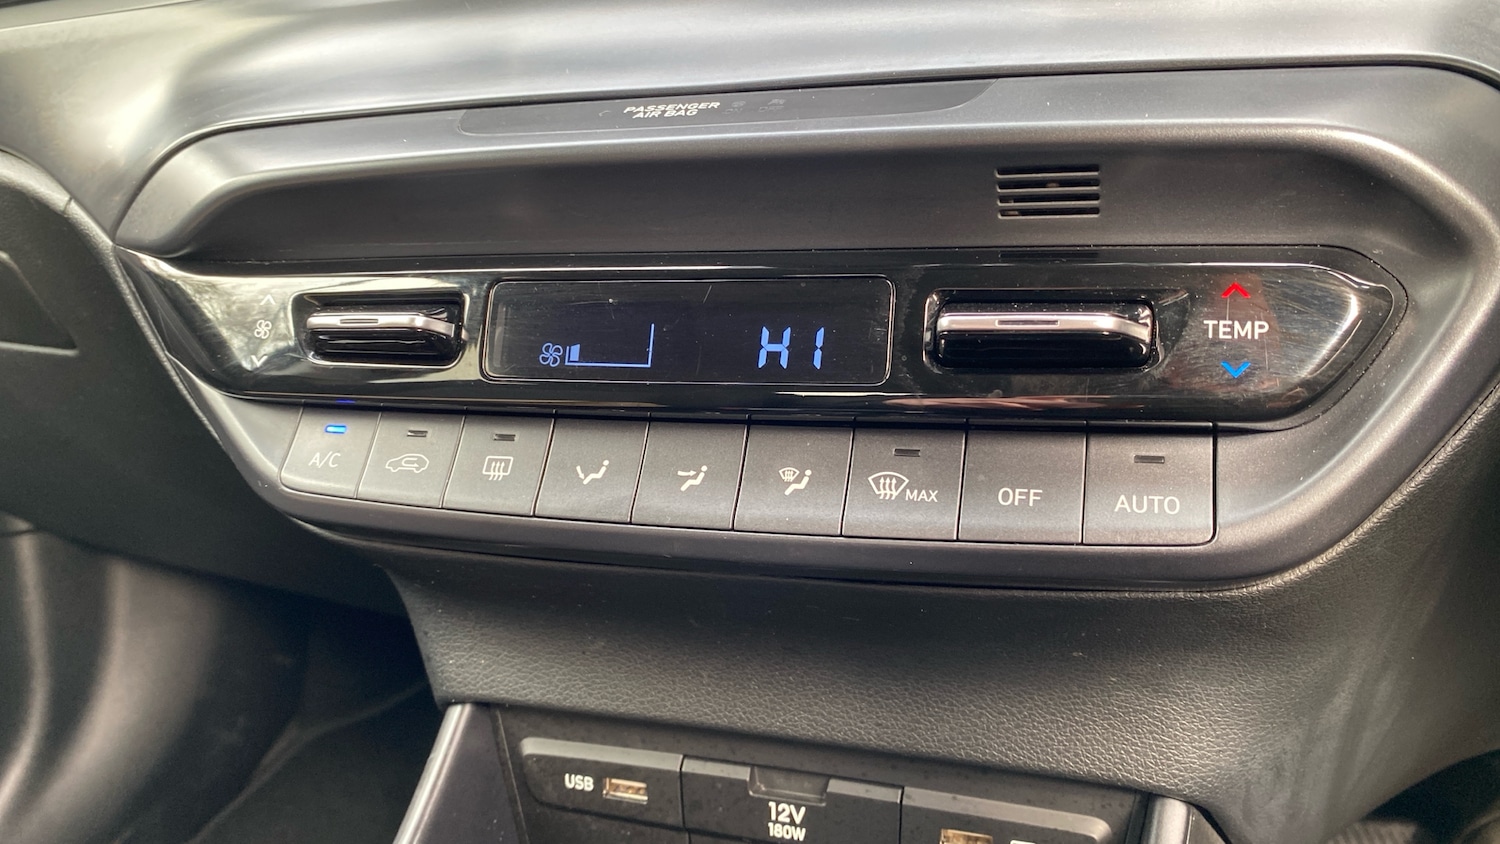 PASSENGER
AIR BAG
HI
TEMP
A/C
MAX
OFF
AUTO
USB
12V
180W